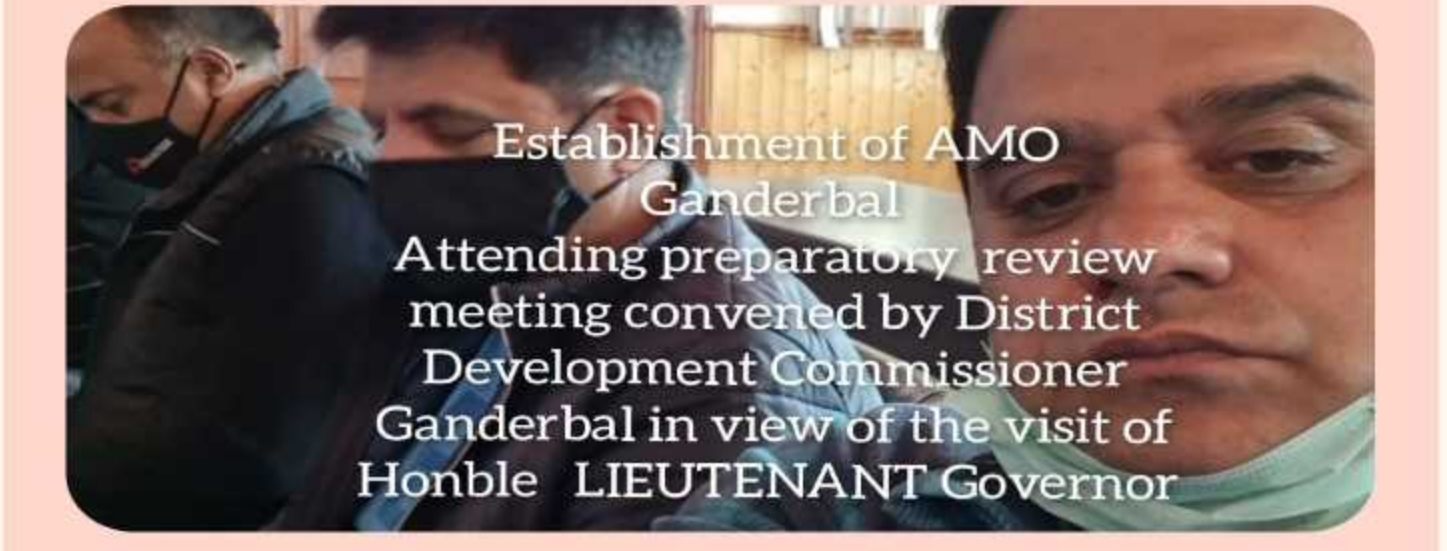 Establishment of AMO
Ganderbal
Attending preparatory review
meeting convened by District
Development Commissioner
Ganderbal in view of the visit of
Honble LIEUTENANT Governor